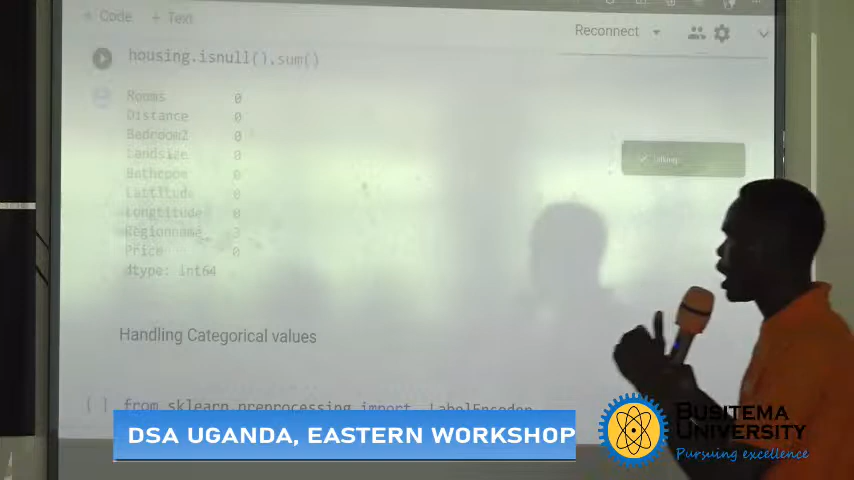 + Code + Text
Reconnect
housing.isnull().sum()
Rooms 0
Distance 0
Bedroom2 0
Landsize 0
Bathroom 0
Lattitude 0
Longtitude 0
Regionname 3
Price 0
dtype: int64
Handling Categorical values
[ ] from sklearn.preprocessing import LabelEncoder
DSA UGANDA, EASTERN WORKSHOP
BUSITEMA
UNIVERSITY
Pursuing excellence